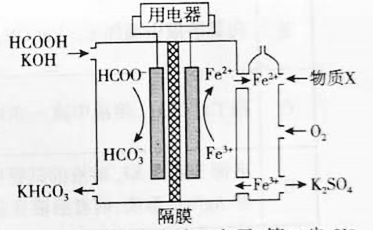 用电器
HCOOH
KOH
HCOO⁻
HCO₃⁻
KHCO₃
Fe²⁺
Fe³⁺
Fe²⁺
Fe³⁺
物质X
O₂
K₂SO₄
隔膜